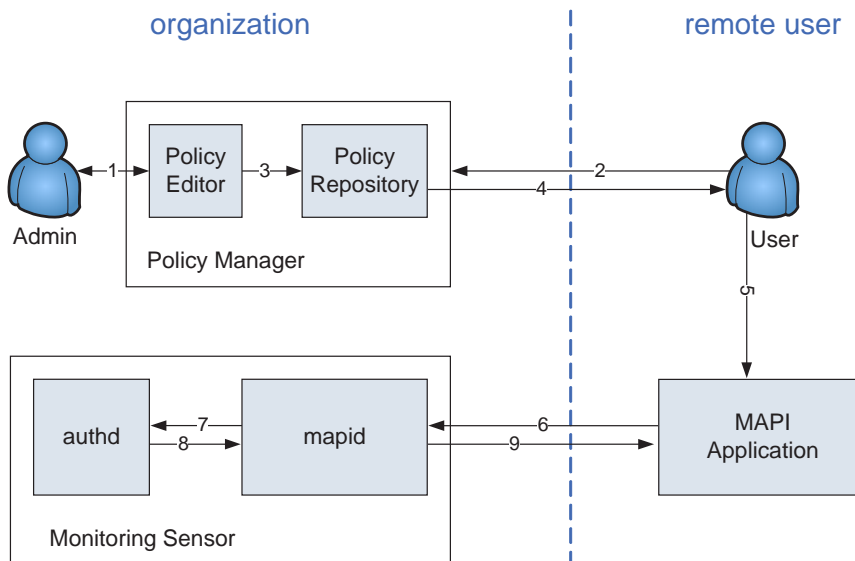 organization
remote user
Policy
Editor
Policy
Repository
1
3
2
4
Admin
User
Policy Manager
5
authd
mapid
MAPI
Application
7
8
6
9
Monitoring Sensor